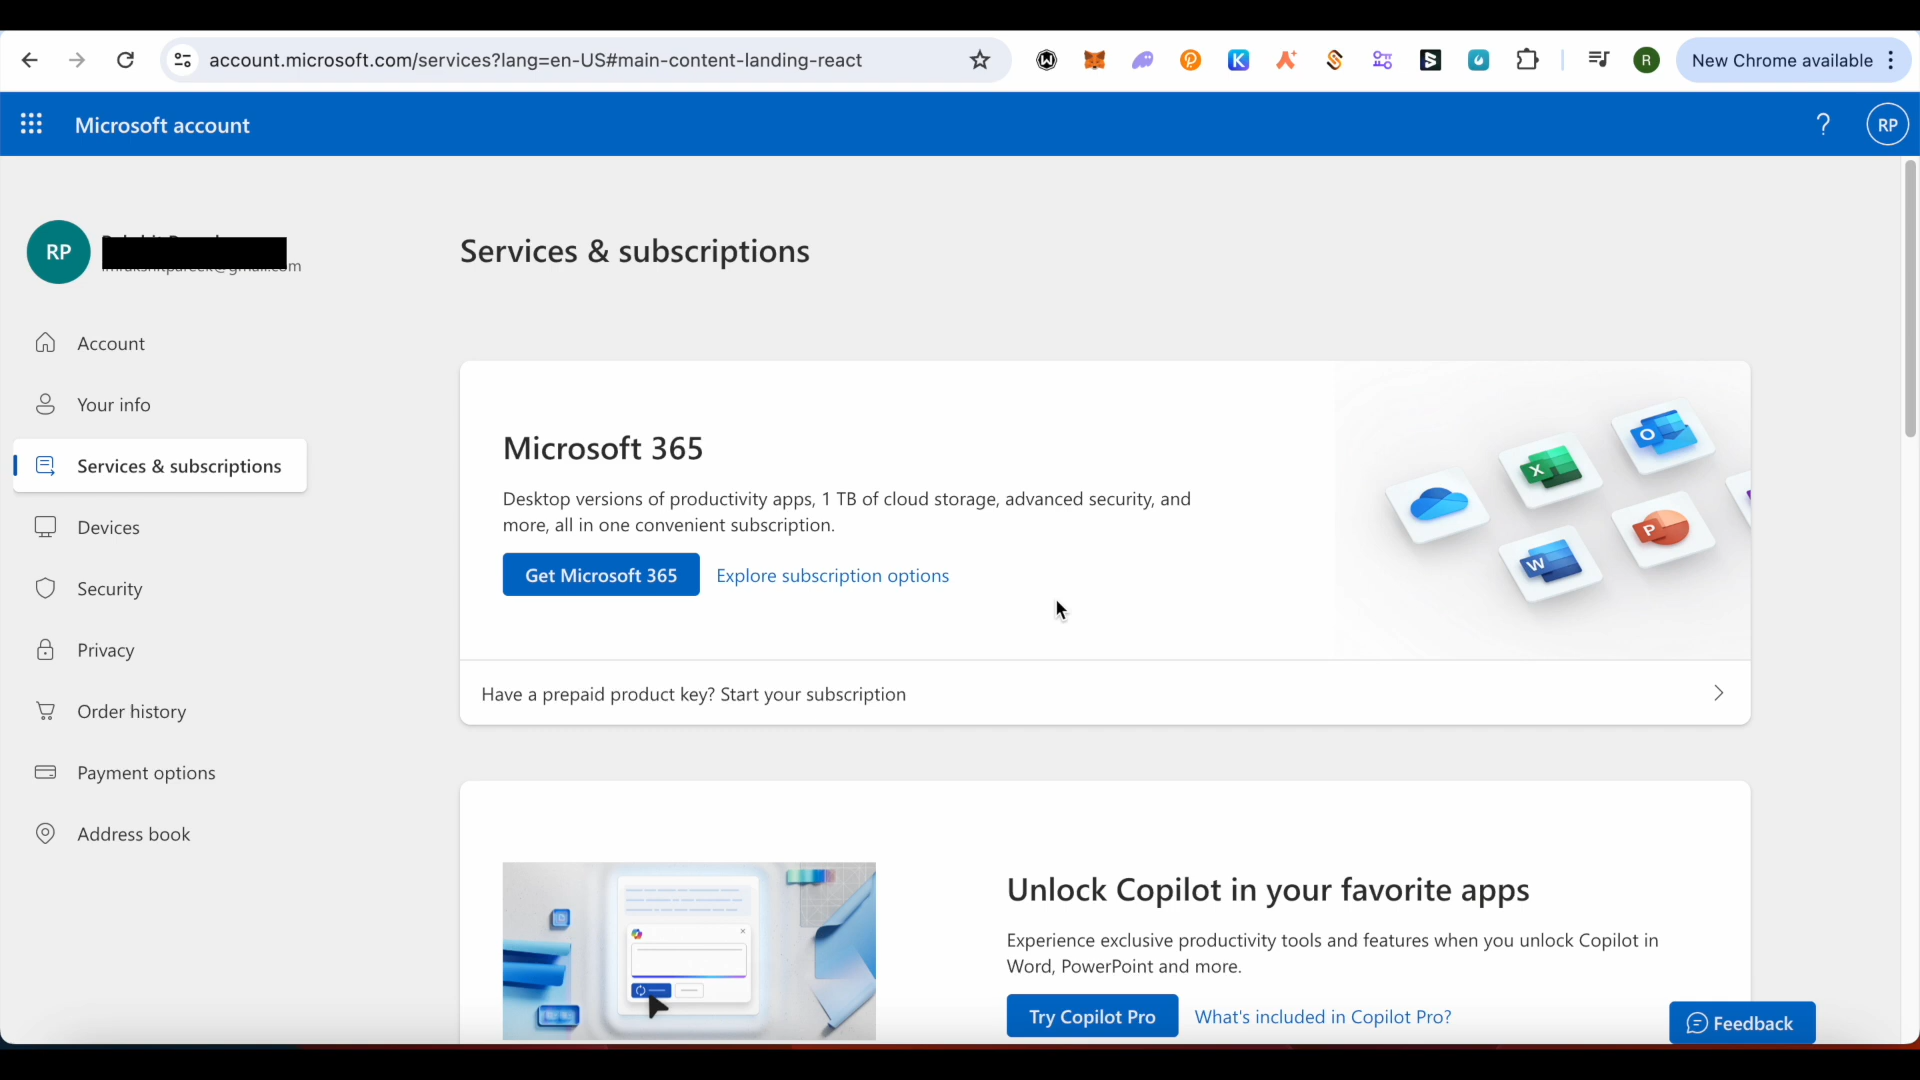 account.microsoft.com/services?lang=en-US#main-content-landing-react
R
New Chrome available
Microsoft account
?
RP
RP
Services & subscriptions
Account
Your info
Services & subscriptions
Devices
Security
Privacy
Order history
Payment options
Address book
Microsoft 365
Desktop versions of productivity apps, 1 TB of cloud storage, advanced security, and
more, all in one convenient subscription.
Get Microsoft 365
Explore subscription options
Have a prepaid product key? Start your subscription
Unlock Copilot in your favorite apps
Experience exclusive productivity tools and features when you unlock Copilot in
Word, PowerPoint and more.
Try Copilot Pro
What's included in Copilot Pro?
Feedback